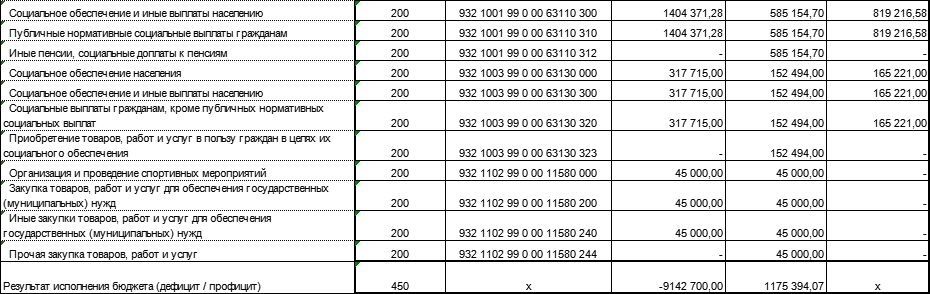 Социальное обеспечение и иные выплаты населению 200 932 1001 99 0 00 63110 300 1404 371,28 585 154,70 819 216,58
Публичные нормативные социальные выплаты гражданам 200 932 1001 99 0 00 63110 310 1404 371,28 585 154,70 819 216,58
Иные пенсии, социальные доплаты к пенсиям 200 932 1001 99 0 00 63110 312 - 585 154,70 -
Социальное обеспечение населения 200 932 1003 99 0 00 63130 000 317 715,00 152 494,00 165 221,00
Социальное обеспечение и иные выплаты населению 200 932 1003 99 0 00 63130 300 317 715,00 152 494,00 165 221,00
Социальные выплаты гражданам, кроме публичных нормативных
социальных выплат 200 932 1003 99 0 00 63130 320 317 715,00 152 494,00 165 221,00
Приобретение товаров, работ и услуг в пользу граждан в целях их
социального обеспечения 200 932 1003 99 0 00 63130 323 - 152 494,00 -
Организация и проведение спортивных мероприятий 200 932 1102 99 0 00 11580 000 45 000,00 45 000,00 -
Закупка товаров, работ и услуг для обеспечения государственных
(муниципальных) нужд 200 932 1102 99 0 00 11580 200 45 000,00 45 000,00 -
Иные закупки товаров, работ и услуг для обеспечения
государственных (муниципальных) нужд 200 932 1102 99 0 00 11580 240 45 000,00 45 000,00 -
Прочая закупка товаров, работ и услуг 200 932 1102 99 0 00 11580 244 - 45 000,00 -
Результат исполнения бюджета (дефицит / профицит) 450 x -9142 700,00 1175 394,07 x